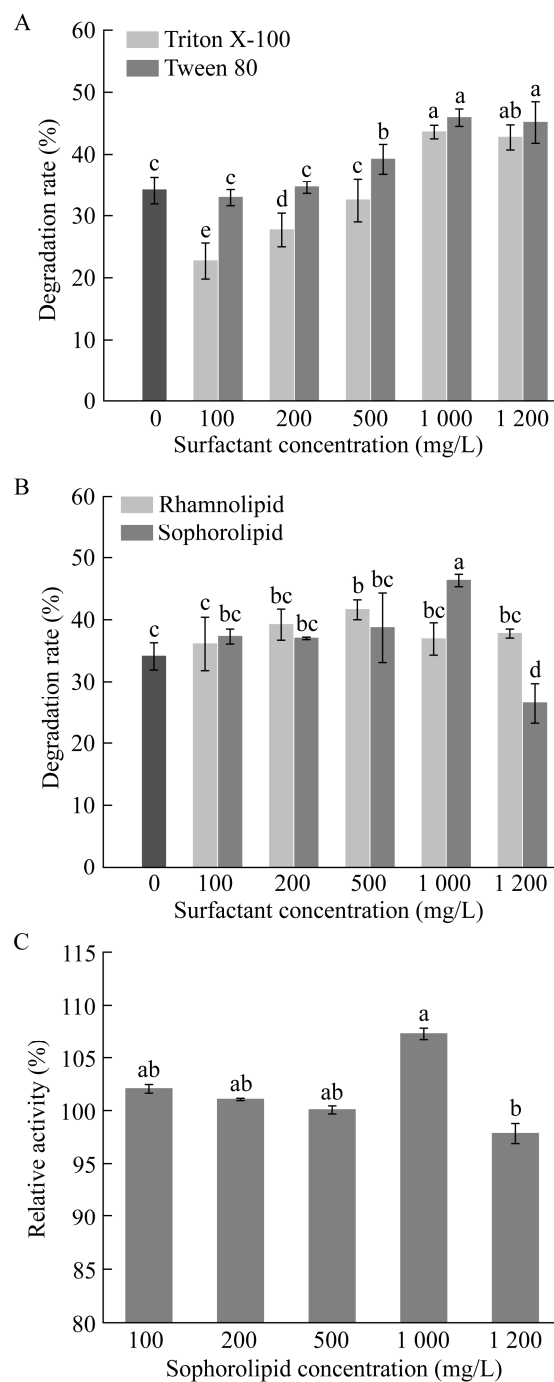 A
Triton X-100
Tween 80
60
50
40
30
20
10
0
Degradation rate (%)
c
e
c
d
c
c
b
a
a
ab
a
0
100
200
500
1 000
1 200
Surfactant concentration (mg/L)
B
Rhamnolipid
Sophorolipid
60
50
40
30
20
10
0
Degradation rate (%)
c
c
bc
bc
bc
b
bc
bc
a
bc
d
0
100
200
500
1 000
1 200
Surfactant concentration (mg/L)
C
115
110
105
100
95
90
85
80
Relative activity (%)
ab
ab
ab
a
b
100
200
500
1 000
1 200
Sophorolipid concentration (mg/L)